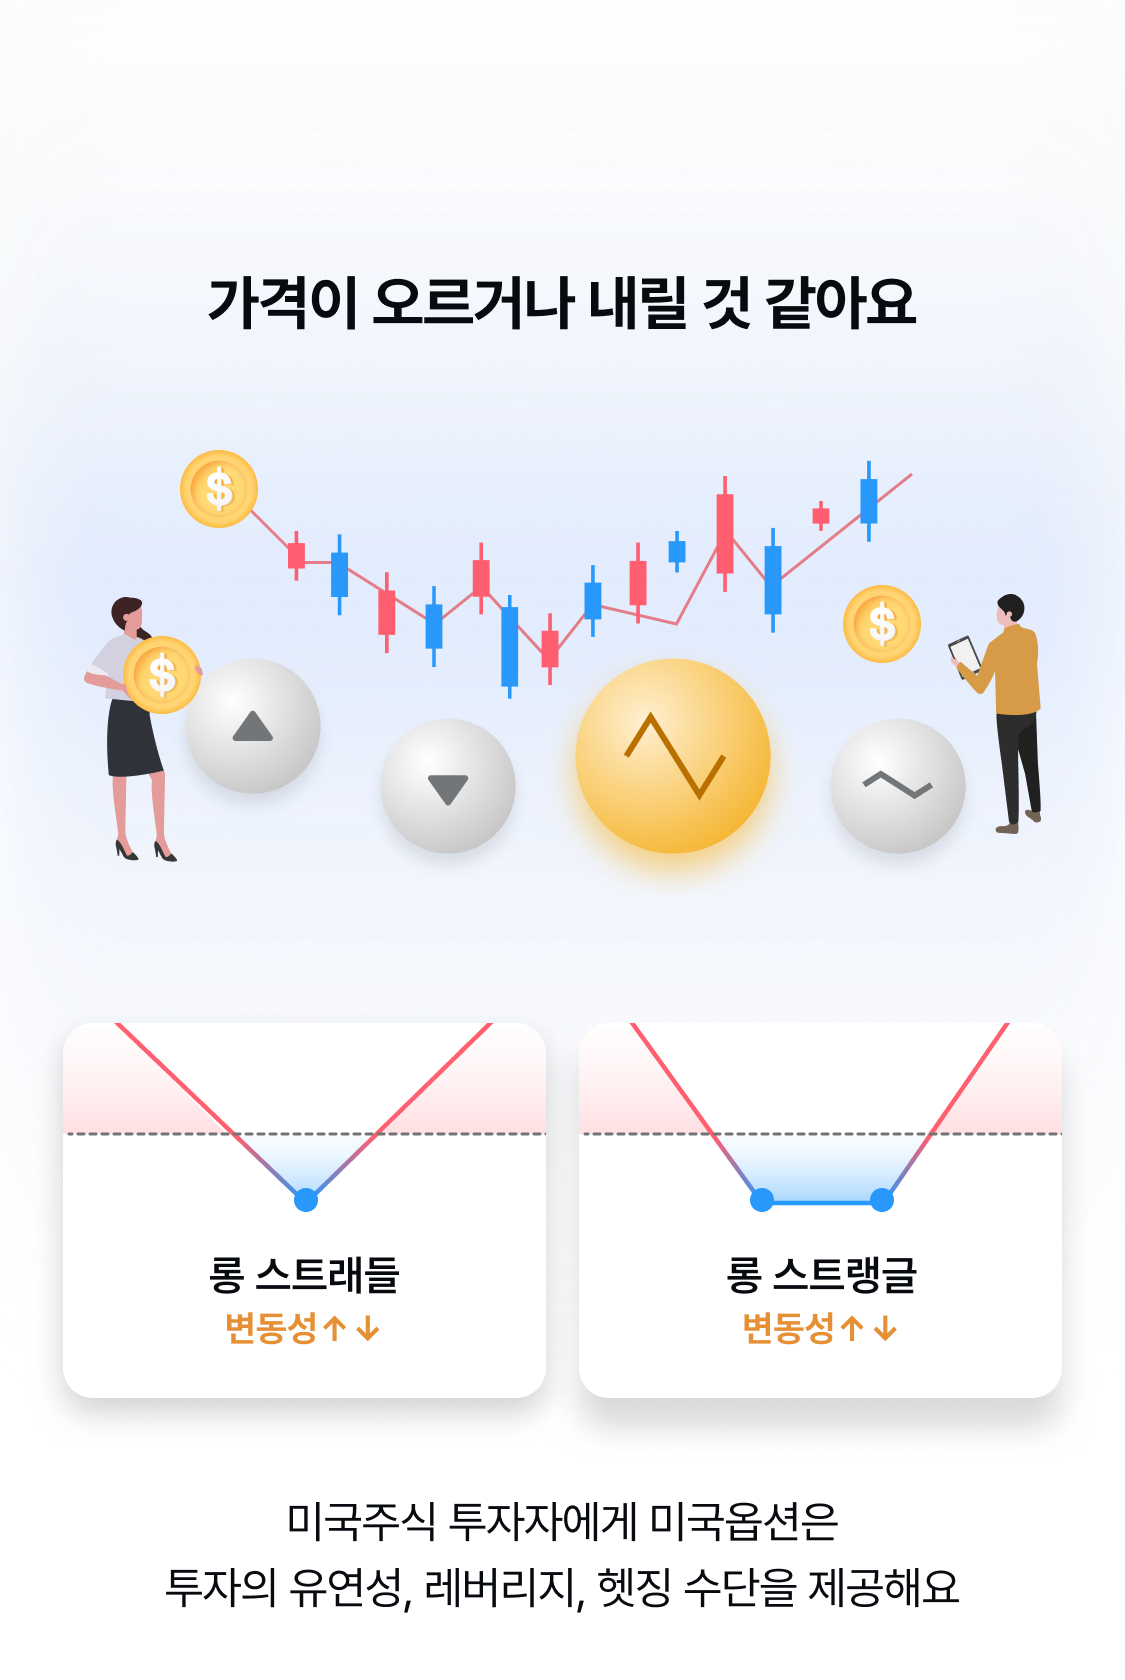 가격이 오르거나 내릴 것 같아요
$
$
$
롱 스트래들
변동성↑↓
롱 스트랭글
변동성↑↓
미국주식 투자자에게 미국옵션은
투자의 유연성, 레버리지, 헷징 수단을 제공해요